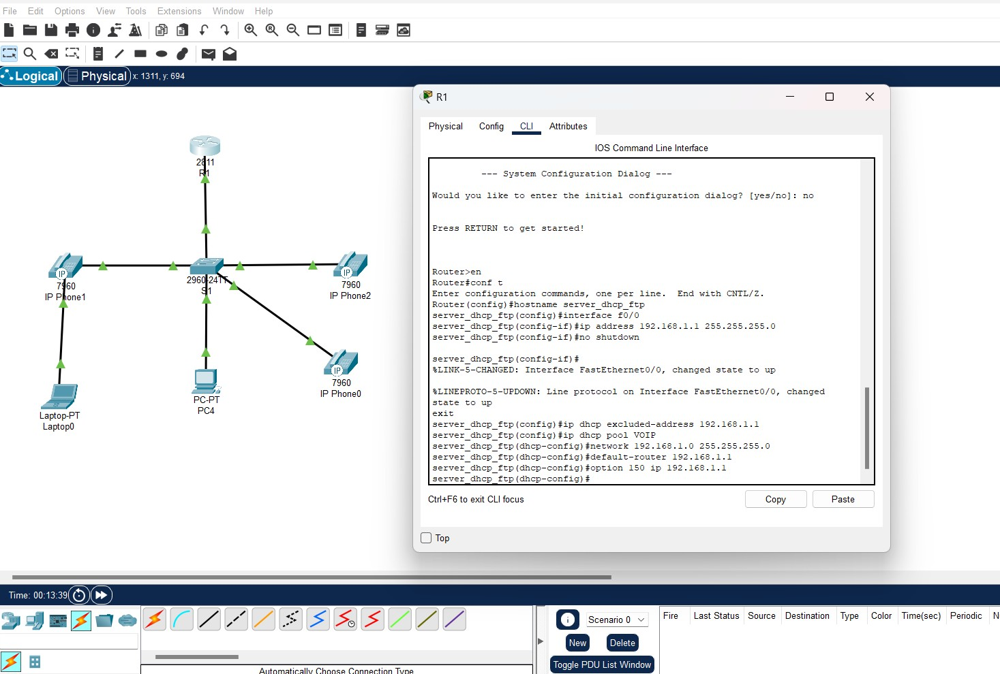 File Edit Options View Tools Extensions Window Help
Logical Physical x: 1311, y: 694
R1
Physical Config CLI Attributes
IOS Command Line Interface
--- System Configuration Dialog ---
Would you like to enter the initial configuration dialog? [yes/no]: no
Press RETURN to get started!
Router>en
Router#conf t
Enter configuration commands, one per line.  End with CNTL/Z.
Router(config)#hostname server_dhcp_ftp
server_dhcp_ftp(config)#interface f0/0
server_dhcp_ftp(config-if)#ip address 192.168.1.1 255.255.255.0
server_dhcp_ftp(config-if)#no shutdown
server_dhcp_ftp(config-if)#
%LINK-5-CHANGED: Interface FastEthernet0/0, changed state to up
%LINEPROTO-5-UPDOWN: Line protocol on Interface FastEthernet0/0, changed
state to up
exit
server_dhcp_ftp(config)#ip dhcp excluded-address 192.168.1.1
server_dhcp_ftp(config)#ip dhcp pool VOIP
server_dhcp_ftp(dhcp-config)#network 192.168.1.0 255.255.255.0
server_dhcp_ftp(dhcp-config)#default-router 192.168.1.1
server_dhcp_ftp(dhcp-config)#option 150 ip 192.168.1.1
server_dhcp_ftp(dhcp-config)#
Ctrl+F6 to exit CLI focus
Copy
Paste
Top
2811
R1
IP
7960
IP Phone1
2960-24TT
S1
IP
7960
IP Phone2
IP
7960
IP Phone0
Laptop-PT
Laptop0
PC-PT
PC4
Time: 00:13:39
Automatically Choose Connection Type
Scenario 0
New
Delete
Toggle PDU List Window
Fire Last Status Source Destination Type Color Time(sec) Periodic